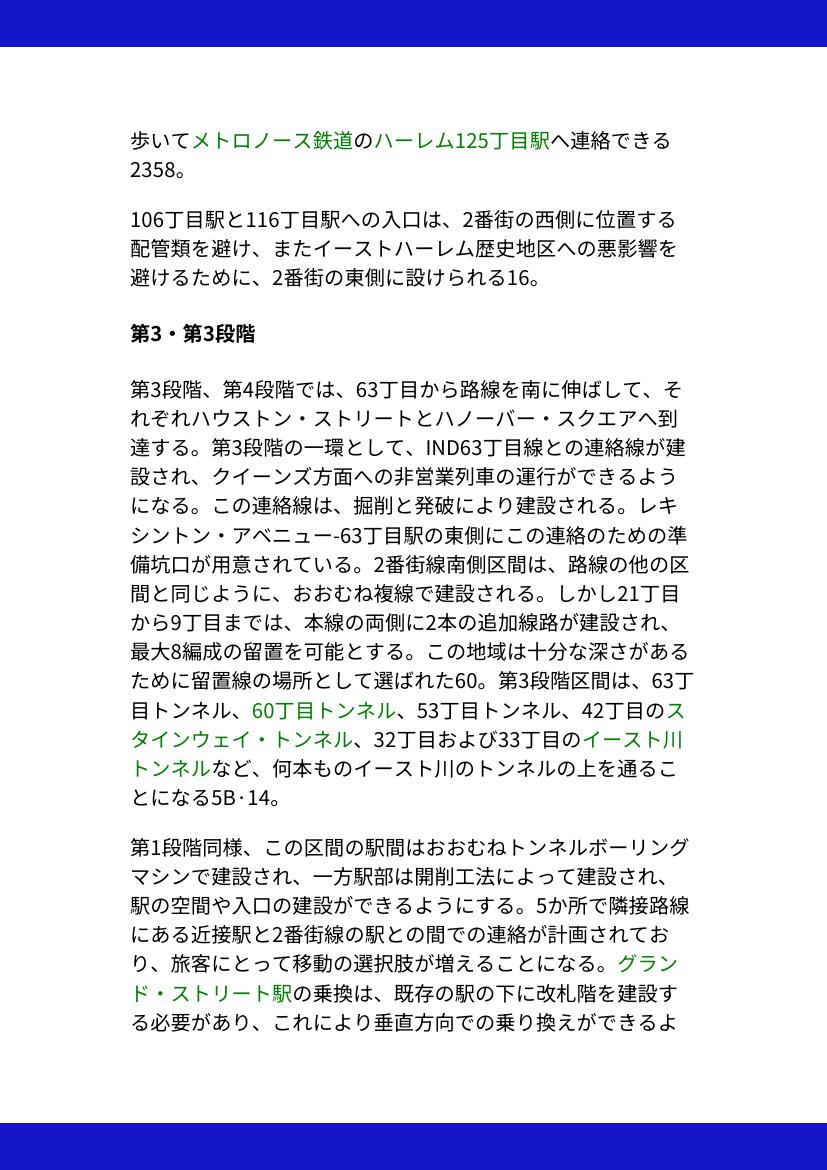 歩いてメトロノース鉄道のハーレム125丁目駅へ連絡できる
2358。
106丁目駅と116丁目駅への入口は、2番街の西側に位置する
配管類を避け、またイーストハーレム歴史地区への悪影響を
避けるために、2番街の東側に設けられる16。
第3・第3段階
第3段階、第4段階では、63丁目から路線を南に伸ばして、そ
れぞれハウストン・ストリートとハノーバー・スクエアへ到
達する。第3段階の一環として、IND63丁目線との連絡線が建
設され、クイーンズ方面への非営業列車の運行ができるよう
になる。この連絡線は、掘削と発破により建設される。レキ
シントン・アベニュー-63丁目駅の東側にこの連絡のための準
備坑口が用意されている。2番街線南側区間は、路線の他の区
間と同じように、おおむね複線で建設される。しかし21丁目
から9丁目までは、本線の両側に2本の追加線路が建設され、
最大8編成の留置を可能とする。この地域は十分な深さがある
ために留置線の場所として選ばれた60。第3段階区間は、63丁
目トンネル、60丁目トンネル、53丁目トンネル、42丁目のス
タインウェイ・トンネル、32丁目および33丁目のイースト川
トンネルなど、何本ものイースト川のトンネルの上を通るこ
とになる5B·14。
第1段階同様、この区間の駅間はおおむねトンネルボーリング
マシンで建設され、一方駅部は開削工法によって建設され、
駅の空間や入口の建設ができるようにする。5か所で隣接路線
にある近接駅と2番街線の駅との間での連絡が計画されてお
り、旅客にとって移動の選択肢が増えることになる。グラン
ド・ストリート駅の乗換は、既存の駅の下に改札階を建設す
る必要があり、これにより垂直方向での乗り換えができるよ